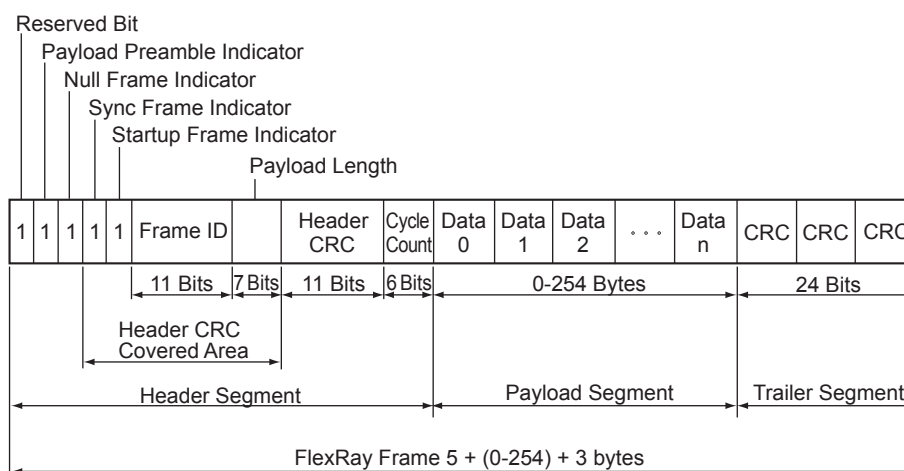 Reserved Bit
Payload Preamble Indicator
Null Frame Indicator
Sync Frame Indicator
Startup Frame Indicator
Payload Length
1 1 1 1 1 Frame ID Header CRC Cycle Count Data 0 Data 1 Data 2 ... Data n CRC CRC CRC
11 Bits 7 Bits 11 Bits 6 Bits 0-254 Bytes 24 Bits
Header CRC
Covered Area
Header Segment Payload Segment Trailer Segment
FlexRay Frame 5 + (0-254) + 3 bytes